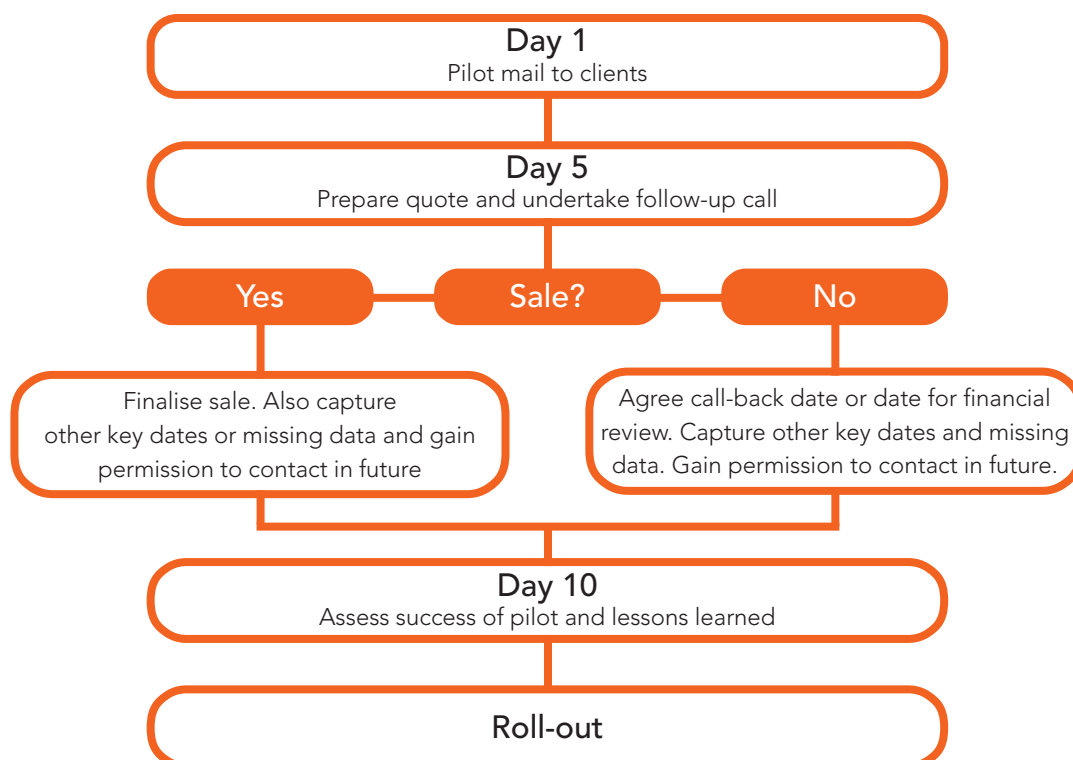 Day 1
Pilot mail to clients
Day 5
Prepare quote and undertake follow-up call
Yes
Sale?
No
Finalise sale. Also capture
other key dates or missing data and gain
permission to contact in future
Agree call-back date or date for financial
review. Capture other key dates and missing
data. Gain permission to contact in future.
Day 10
Assess success of pilot and lessons learned
Roll-out